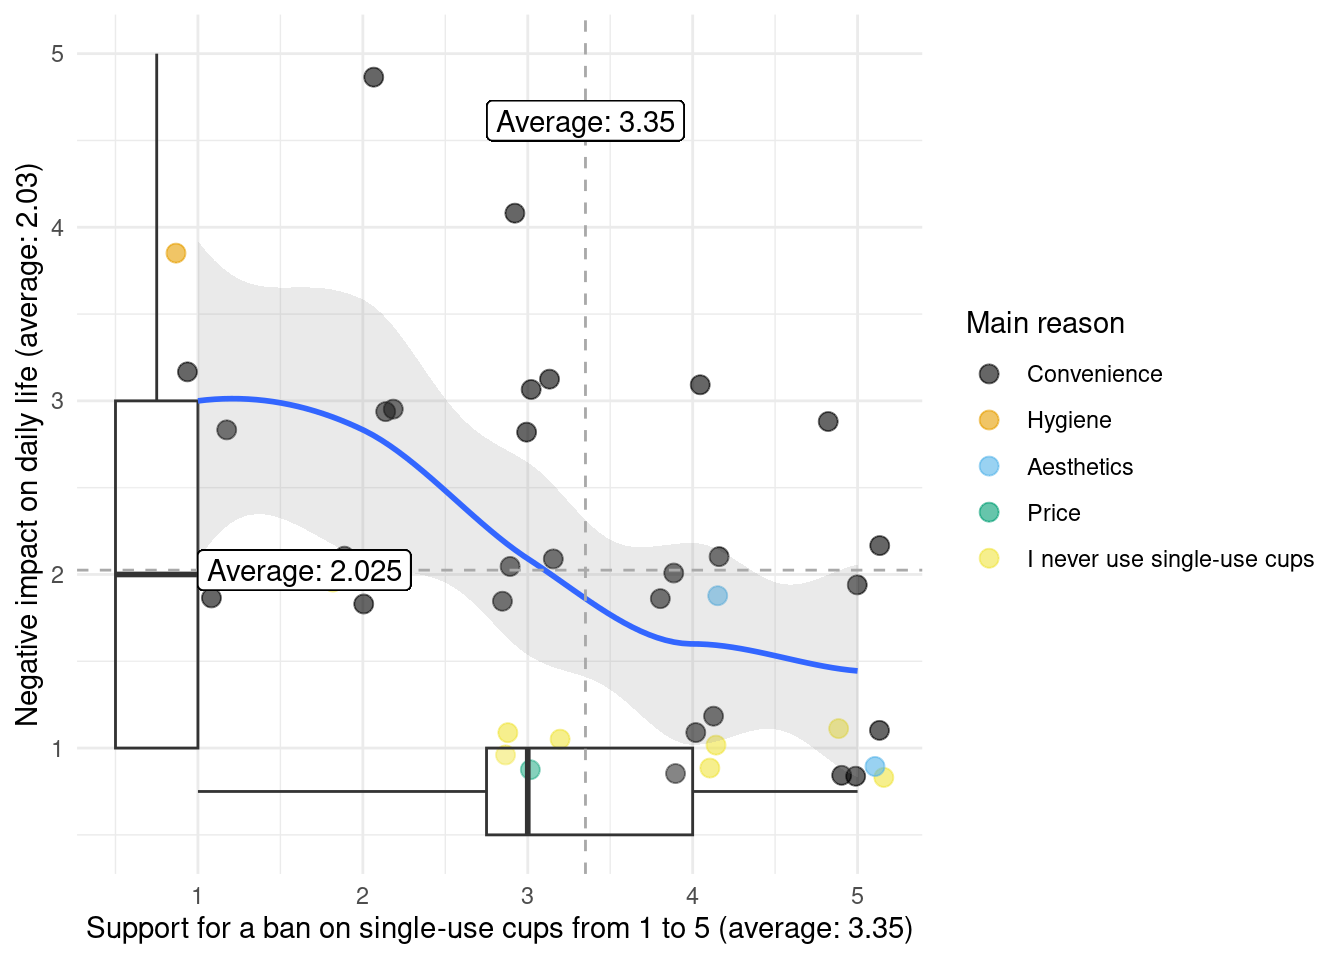 5
4
3
2
1
Negative impact on daily life (average: 2.03)
Average: 3.35
Average: 2.025
1 2 3 4 5
Support for a ban on single-use cups from 1 to 5 (average: 3.35)
Main reason
Convenience
Hygiene
Aesthetics
Price
I never use single-use cups